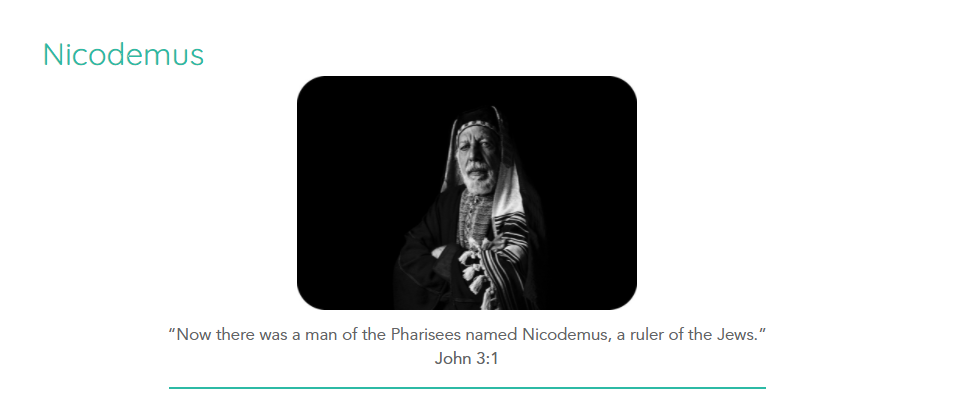 Nicodemus
“Now there was a man of the Pharisees named Nicodemus, a ruler of the Jews.”
John 3:1